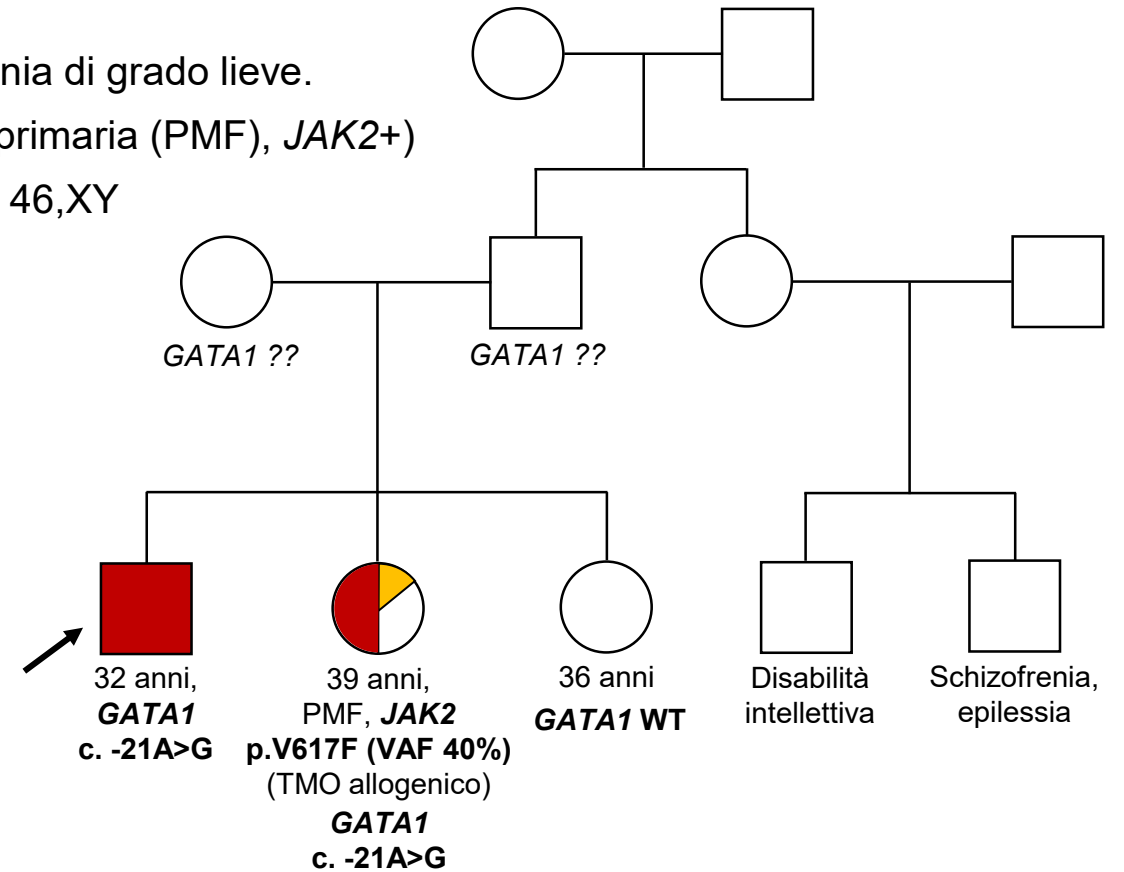 nia di grado lieve.
primaria (PMF), JAK2+)
46,XY
GATA1 ??
GATA1 ??
32 anni,
GATA1
c. -21A>G
39 anni,
PMF, JAK2
p.V617F (VAF 40%)
(TMO allogenico)
GATA1
c. -21A>G
36 anni
GATA1 WT
Disabilità
intellettiva
Schizofrenia,
epilessia